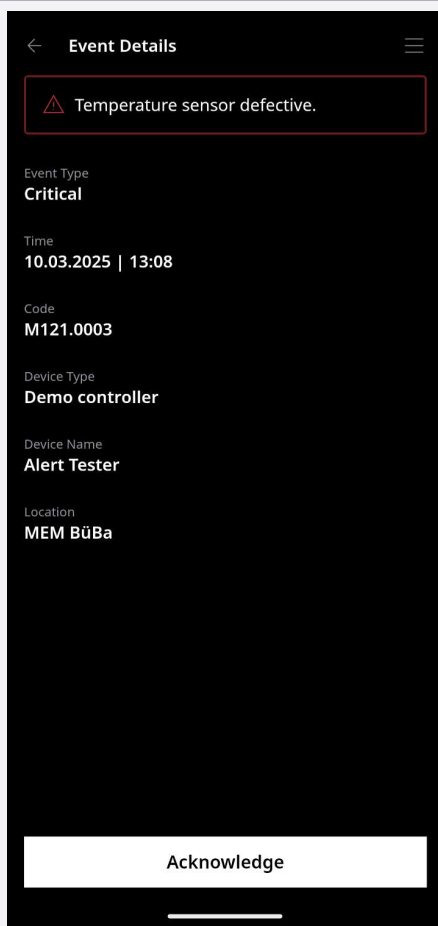 Event Details
Temperature sensor defective.
Event Type
Critical
Time
10.03.2025 | 13:08
Code
M121.0003
Device Type
Demo controller
Device Name
Alert Tester
Location
MEM BüBa
Acknowledge